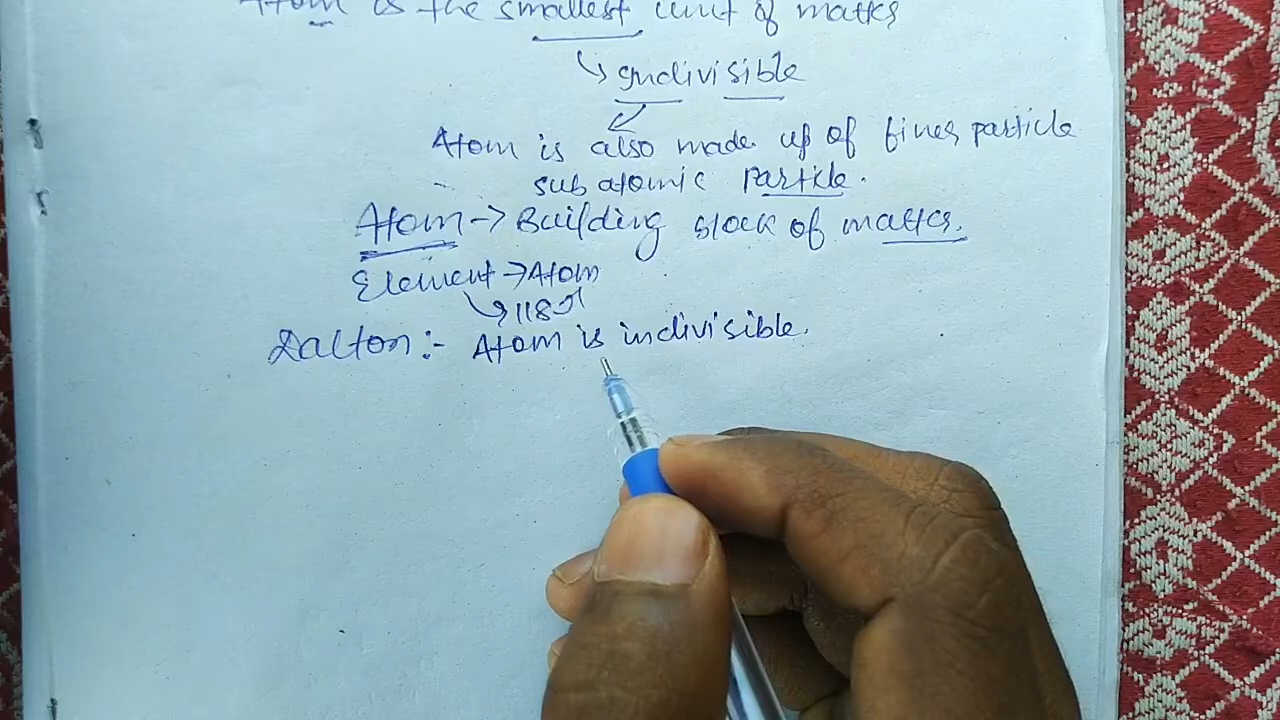 Atom is the smallest unit of matter
↳ indivisible
Atom is also made up of finer particle
sub atomic particle.
Atom → Building block of matter.
Element → Atom
↳ 118
Dalton :- Atom is indivisible.